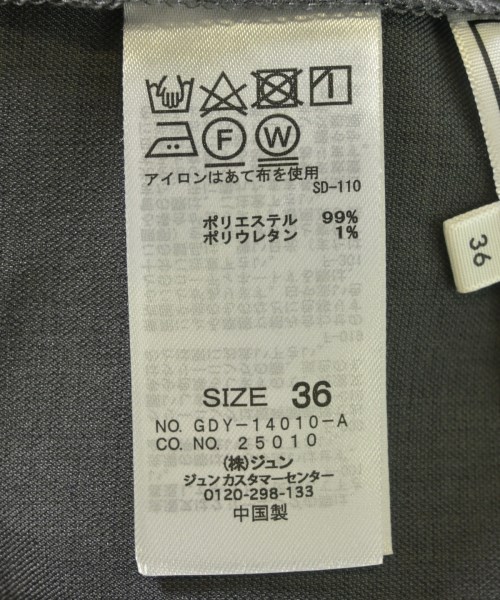 F
W
アイロンはあて布を使用
SD-110
ポリエステル 99%
ポリウレタン 1%
SIZE 36
NO. GDY-14010-A
CO. NO. 25010
(株)ジュン
ジュンカスタマーセンター
0120-298-133
中国製
36